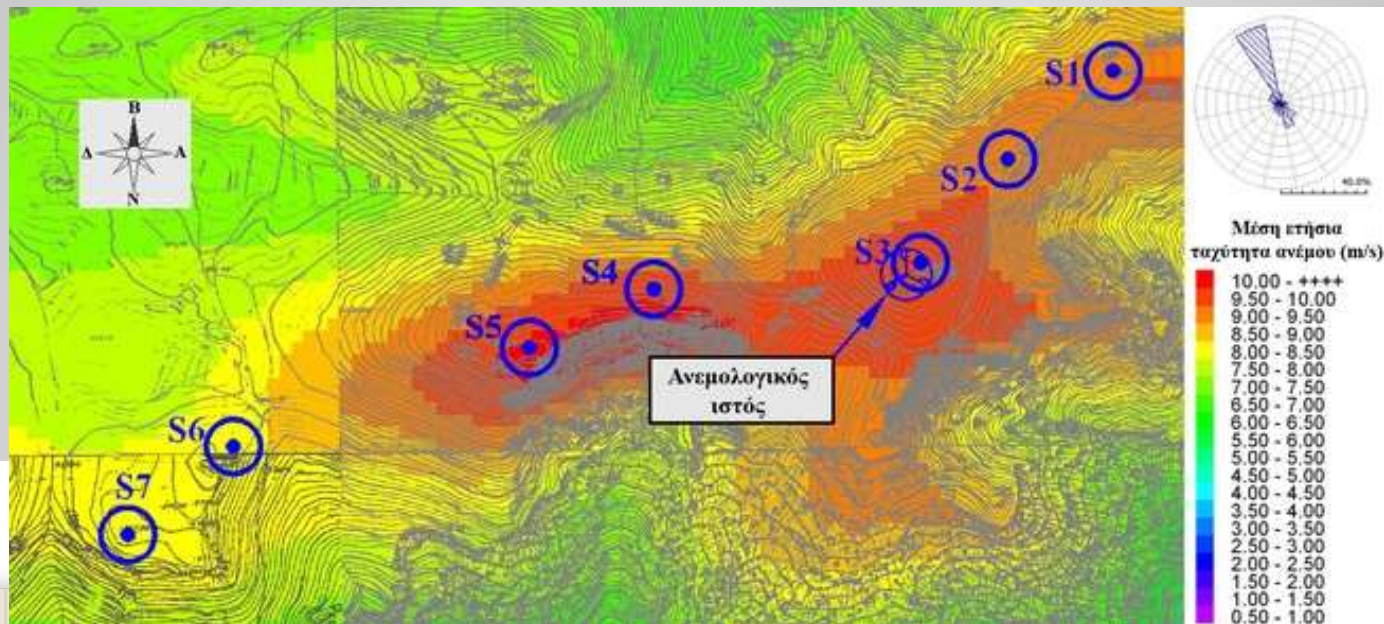 S1
S2
S3
S4
S5
S6
S7
Β
Δ
Α
Ν
Ανεμολογικός
ιστός
40.0%
Μέση ετήσια
ταχύτητα ανέμου (m/s)
10.00 - ++++
9.50 - 10.00
9.00 - 9.50
8.50 - 9.00
8.00 - 8.50
7.50 - 8.00
7.00 - 7.50
6.50 - 7.00
6.00 - 6.50
5.50 - 6.00
5.00 - 5.50
4.50 - 5.00
4.00 - 4.50
3.50 - 4.00
3.00 - 3.50
2.50 - 3.00
2.00 - 2.50
1.50 - 2.00
1.00 - 1.50
0.50 - 1.00